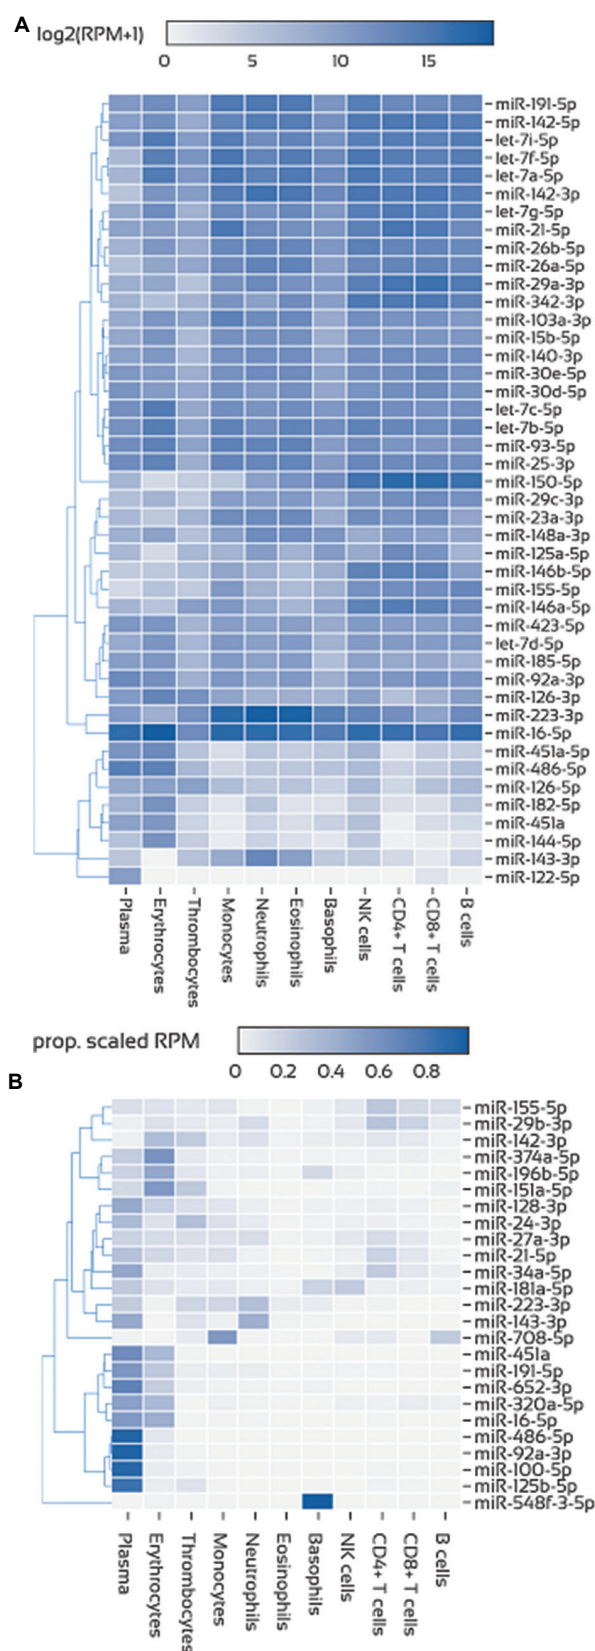 A log2(RPM+1)
0 5 10 15
miR-191-5p
miR-142-5p
let-7i-5p
let-7f-5p
let-7a-5p
miR-142-3p
let-7g-5p
miR-21-5p
miR-26b-5p
miR-26a-5p
miR-29a-3p
miR-342-3p
miR-103a-3p
miR-15b-5p
miR-140-3p
miR-30e-5p
miR-30d-5p
let-7c-5p
let-7b-5p
miR-93-5p
miR-25-3p
miR-150-5p
miR-29c-3p
miR-23a-3p
miR-148a-3p
miR-125a-5p
miR-146b-5p
miR-155-5p
miR-146a-5p
miR-423-5p
let-7d-5p
miR-185-5p
miR-92a-3p
miR-126-3p
miR-223-3p
miR-16-5p
miR-451a-5p
miR-486-5p
miR-126-5p
miR-182-5p
miR-451a
miR-144-5p
miR-143-3p
miR-122-5p
Plasma
Erythrocytes
Thrombocytes
Monocytes
Neutrophils
Eosinophils
Basophils
NK cells
CD4+ T cells
CD8+ T cells
B cells
prop. scaled RPM
0 0.2 0.4 0.6 0.8
B
miR-155-5p
miR-29b-3p
miR-142-3p
miR-374a-5p
miR-196b-5p
miR-151a-5p
miR-128-3p
miR-24-3p
miR-27a-3p
miR-21-5p
miR-34a-5p
miR-181a-5p
miR-223-3p
miR-143-3p
miR-708-5p
miR-451a
miR-191-5p
miR-652-3p
miR-320a-5p
miR-16-5p
miR-486-5p
miR-92a-3p
miR-100-5p
miR-125b-5p
miR-548f-3-5p
Plasma
Erythrocytes
Thrombocytes
Monocytes
Neutrophils
Eosinophils
Basophils
NK cells
CD4+ T cells
CD8+ T cells
B cells